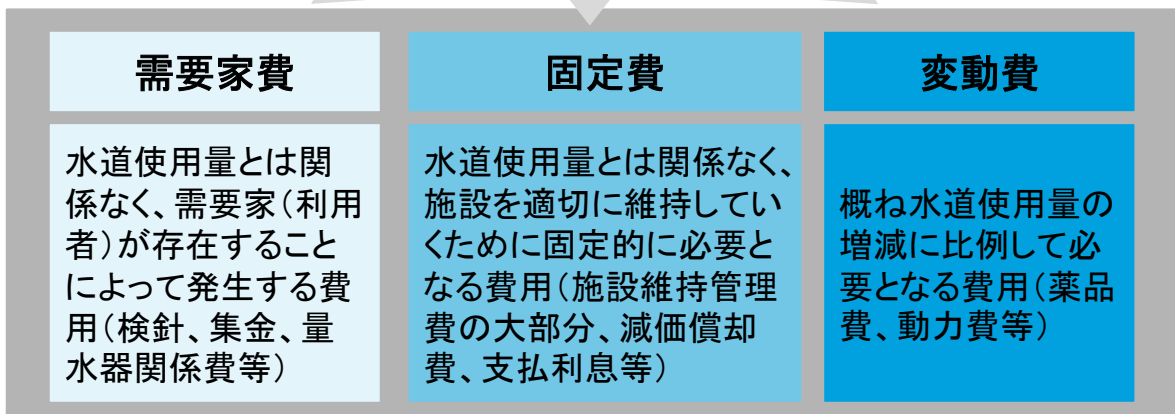 需要家費
水道使用量とは関
係なく、需要家(利用
者)が存在すること
によって発生する費
用(検針、集金、量
水器関係費等)
固定費
水道使用量とは関係なく、
施設を適切に維持してい
くために固定的に必要と
なる費用(施設維持管理
費の大部分、減価償却
費、支払利息等)
変動費
概ね水道使用量の
増減に比例して必
要となる費用(薬品
費、動力費等)